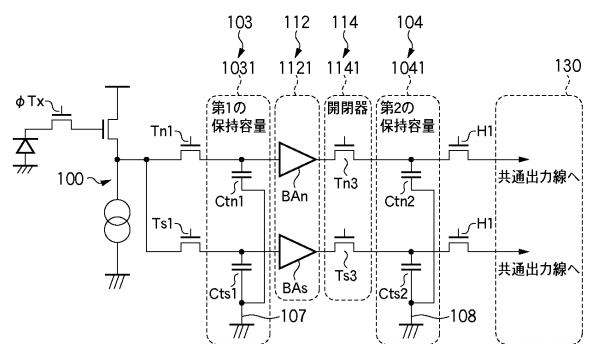 103 112 114 104
1031 1121 1141 1041 130
第1の
保持容量
開閉器
第2の
保持容量
φTx
Tn1
H1
100
Ctn1
BAn
Tn3
Ctn2
共通出力線へ
Ts1
H1
Cts1
BAs
Ts3
Cts2
共通出力線へ
107
108